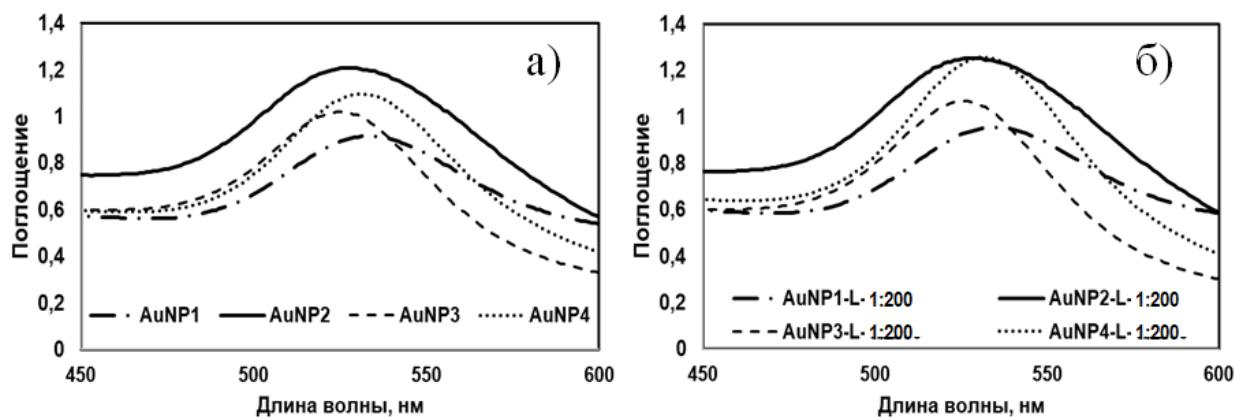 1,4
1,2
1
0,8
0,6
0,4
0,2
0
Поглощение
а)
AuNP1 AuNP2 AuNP3 AuNP4
450 500 550 600
Длина волны, нм
1,4
1,2
1
0,8
0,6
0,4
0,2
0
Поглощение
б)
AuNP1-L- 1:200 AuNP2-L- 1:200
AuNP3-L- 1:200- AuNP4-L- 1:200-
450 500 550 600
Длина волны, нм